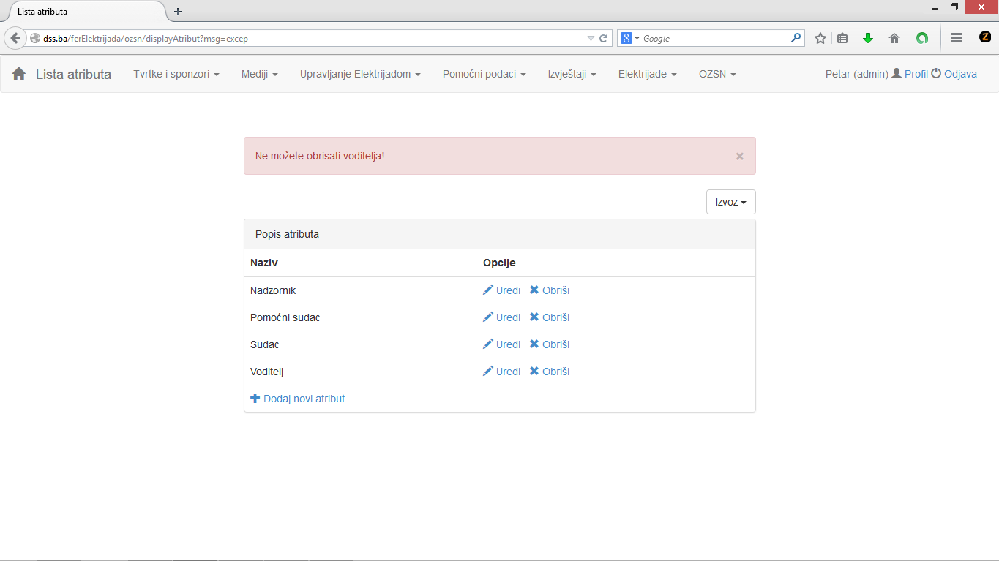 Lista atributa
dss.ba/ferElektrijada/ozsn/displayAtribut?msg=excep
Google
Lista atributa Tvrtke i sponzori Mediji Upravljanje Elektrijadom Pomoćni podaci Izvještaji Elektrijade OZSN Petar (admin) Profil Odjava
Ne možete obrisati voditelja!
Izvoz
Popis atributa
Naziv Opcije
Nadzornik Uredi Obriši
Pomoćni sudac Uredi Obriši
Sudac Uredi Obriši
Voditelj Uredi Obriši
Dodaj novi atribut